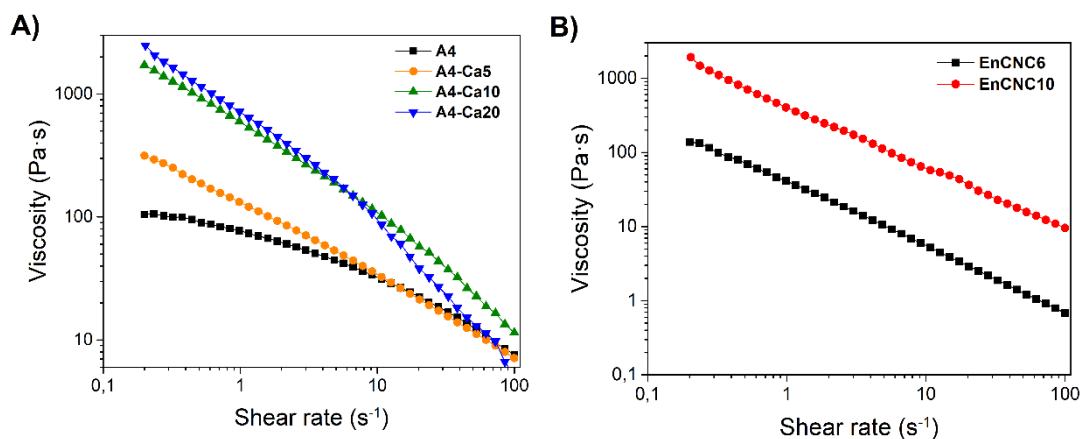 A)
A4
A4-Ca5
A4-Ca10
A4-Ca20
1000
100
10
0,1
1
10
100
Viscosity (Pa·s)
Shear rate (s⁻¹)
B)
EnCNC6
EnCNC10
1000
100
10
1
0,1
0,1
1
10
100
Viscosity (Pa·s)
Shear rate (s⁻¹)